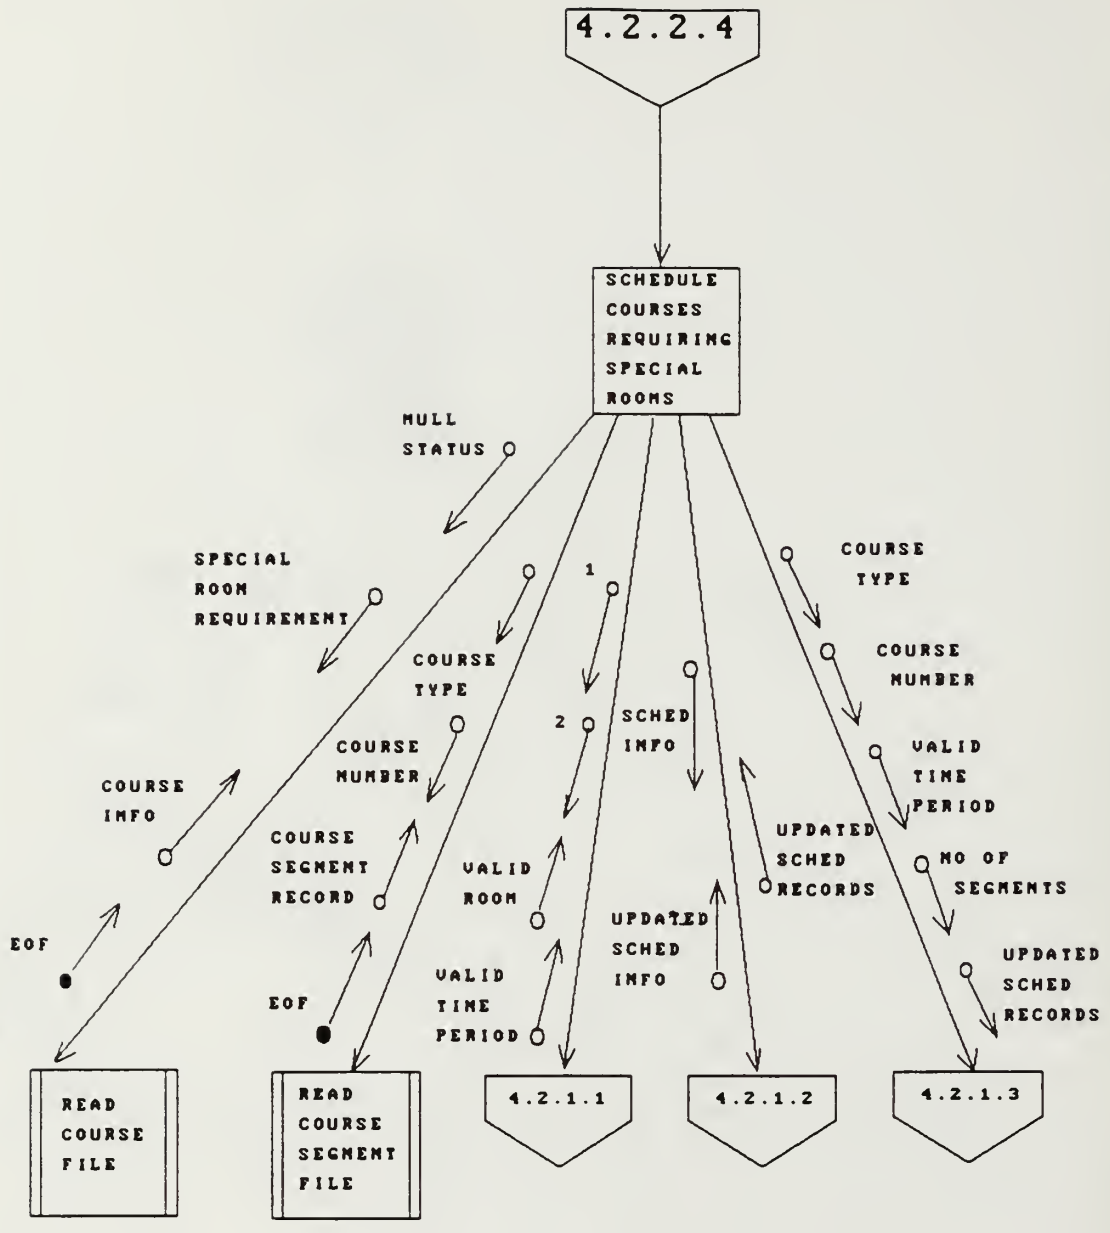 4.2.2.4
SCHEDULE
COURSES
REQUIRING
SPECIAL
ROOMS
NULL
STATUS
SPECIAL
ROOM
REQUIREMENT
COURSE
INFO
EOF
COURSE
TYPE
COURSE
NUMBER
COURSE
SEGMENT
RECORD
EOF
1
2
VALID
ROOM
VALID
TIME
PERIOD
SCHED
INFO
UPDATED
SCHED
INFO
UPDATED
SCHED
RECORDS
COURSE
TYPE
COURSE
NUMBER
VALID
TIME
PERIOD
NO OF
SEGMENTS
UPDATED
SCHED
RECORDS
READ
COURSE
FILE
READ
COURSE
SEGMENT
FILE
4.2.1.1
4.2.1.2
4.2.1.3